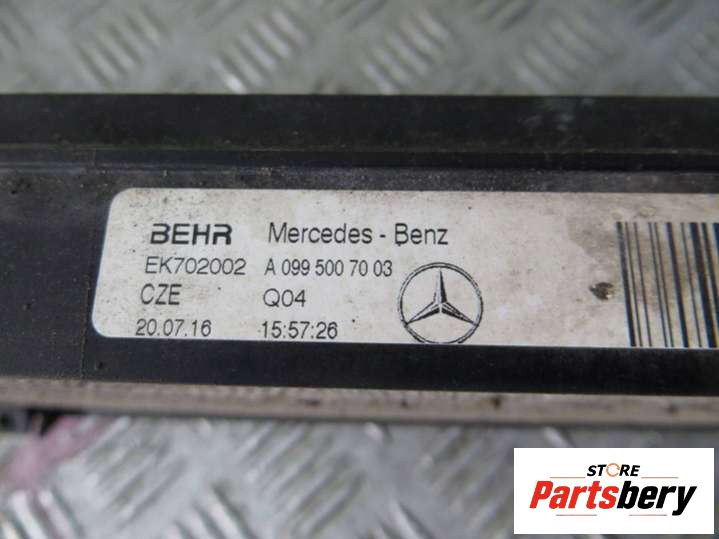 BEHR Mercedes - Benz
EK702002 A 099 500 70 03
CZE Q04
20.07.16 15:57:26
STORE
Partsbery